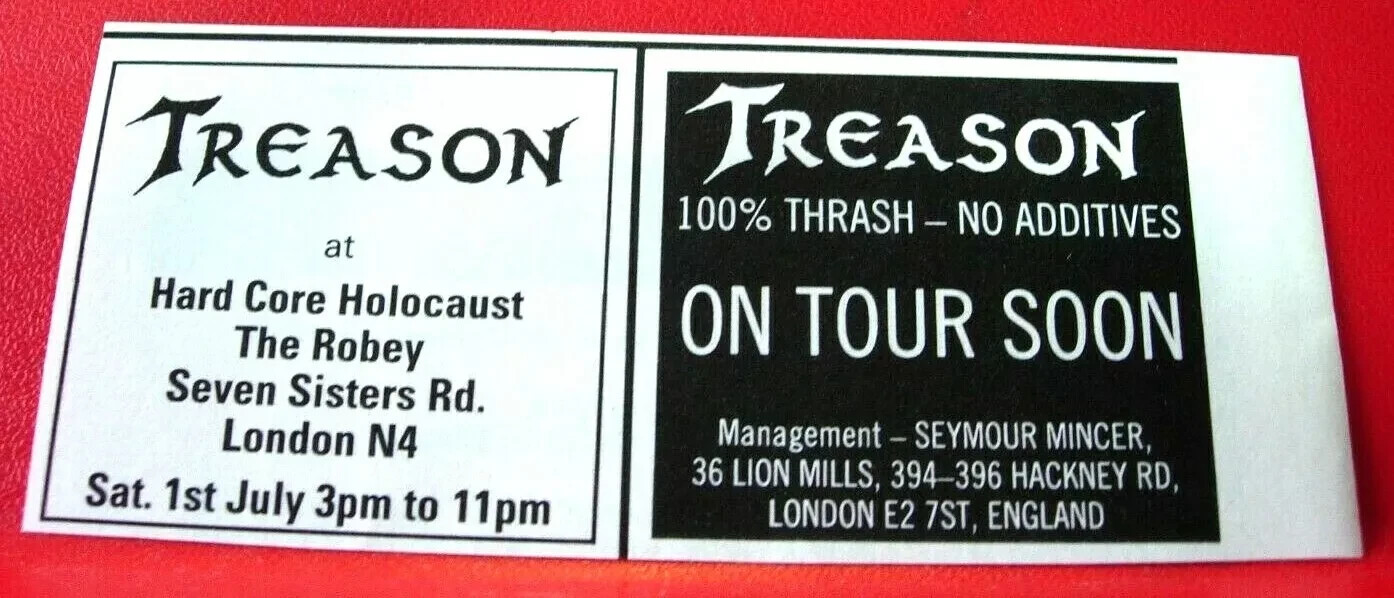 TREASON
at
Hard Core Holocaust
The Robey
Seven Sisters Rd.
London N4
Sat. 1st July 3pm to 11pm
TREASON
100% THRASH – NO ADDITIVES
ON TOUR SOON
Management – SEYMOUR MINCER,
36 LION MILLS, 394–396 HACKNEY RD,
LONDON E2 7ST, ENGLAND